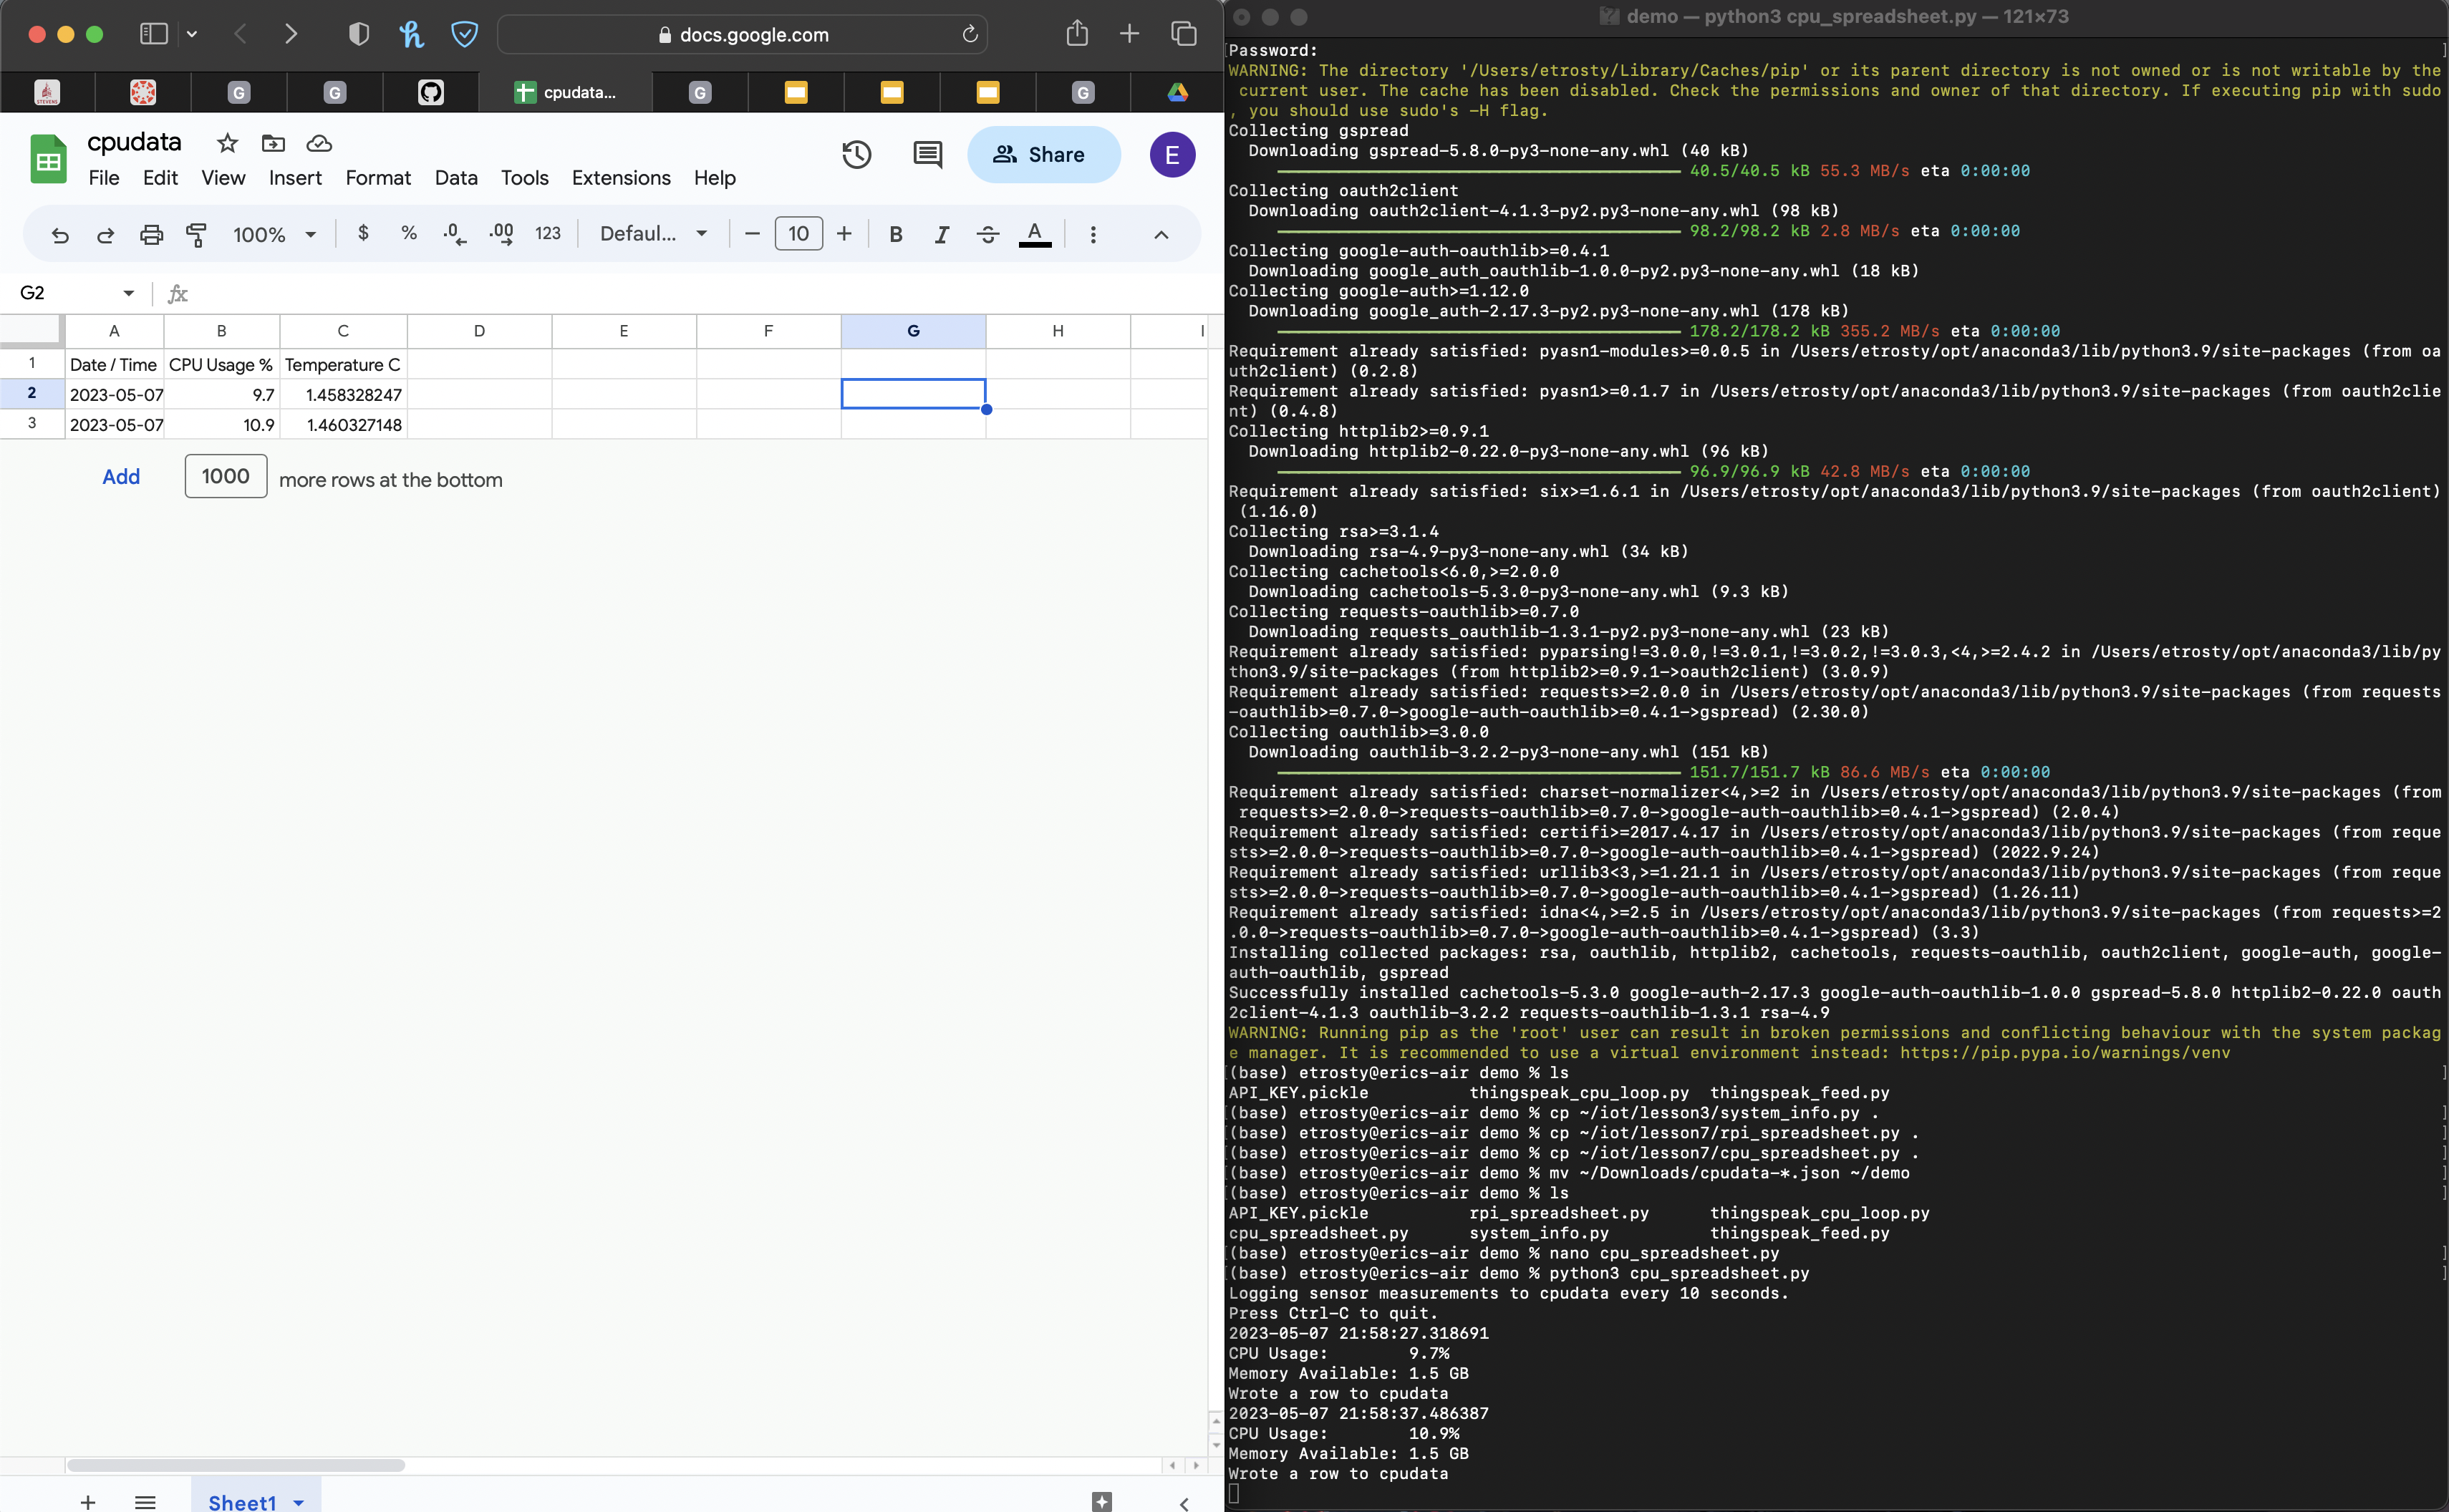 docs.google.com
STEVENS
G
G
cpudata...
G
G
cpudata
Share
E
File Edit View Insert Format Data Tools Extensions Help
100% $ % .0 .00 123 Defaul... − 10 + B I S A
G2 fx
A B C D E F G H I
1 Date / Time CPU Usage % Temperature C
2 2023-05-07 9.7 1.458328247
3 2023-05-07 10.9 1.460327148
Add 1000 more rows at the bottom
Sheet1
demo — python3 cpu_spreadsheet.py — 121×73
Password:
WARNING: The directory '/Users/etrosty/Library/Caches/pip' or its parent directory is not owned or is not writable by the
 current user. The cache has been disabled. Check the permissions and owner of that directory. If executing pip with sudo
, you should use sudo's -H flag.
Collecting gspread
  Downloading gspread-5.8.0-py3-none-any.whl (40 kB)
40.5/40.5 kB 55.3 MB/s eta 0:00:00
Collecting oauth2client
  Downloading oauth2client-4.1.3-py2.py3-none-any.whl (98 kB)
98.2/98.2 kB 2.8 MB/s eta 0:00:00
Collecting google-auth-oauthlib>=0.4.1
  Downloading google_auth_oauthlib-1.0.0-py2.py3-none-any.whl (18 kB)
Collecting google-auth>=1.12.0
  Downloading google_auth-2.17.3-py2.py3-none-any.whl (178 kB)
178.2/178.2 kB 355.2 MB/s eta 0:00:00
Requirement already satisfied: pyasn1-modules>=0.0.5 in /Users/etrosty/opt/anaconda3/lib/python3.9/site-packages (from oa
uth2client) (0.2.8)
Requirement already satisfied: pyasn1>=0.1.7 in /Users/etrosty/opt/anaconda3/lib/python3.9/site-packages (from oauth2clie
nt) (0.4.8)
Collecting httplib2>=0.9.1
  Downloading httplib2-0.22.0-py3-none-any.whl (96 kB)
96.9/96.9 kB 42.8 MB/s eta 0:00:00
Requirement already satisfied: six>=1.6.1 in /Users/etrosty/opt/anaconda3/lib/python3.9/site-packages (from oauth2client)
 (1.16.0)
Collecting rsa>=3.1.4
  Downloading rsa-4.9-py3-none-any.whl (34 kB)
Collecting cachetools<6.0,>=2.0.0
  Downloading cachetools-5.3.0-py3-none-any.whl (9.3 kB)
Collecting requests-oauthlib>=0.7.0
  Downloading requests_oauthlib-1.3.1-py2.py3-none-any.whl (23 kB)
Requirement already satisfied: pyparsing!=3.0.0,!=3.0.1,!=3.0.2,!=3.0.3,<4,>=2.4.2 in /Users/etrosty/opt/anaconda3/lib/py
thon3.9/site-packages (from httplib2>=0.9.1->oauth2client) (3.0.9)
Requirement already satisfied: requests>=2.0.0 in /Users/etrosty/opt/anaconda3/lib/python3.9/site-packages (from requests
-oauthlib>=0.7.0->google-auth-oauthlib>=0.4.1->gspread) (2.30.0)
Collecting oauthlib>=3.0.0
  Downloading oauthlib-3.2.2-py3-none-any.whl (151 kB)
151.7/151.7 kB 86.6 MB/s eta 0:00:00
Requirement already satisfied: charset-normalizer<4,>=2 in /Users/etrosty/opt/anaconda3/lib/python3.9/site-packages (from
 requests>=2.0.0->requests-oauthlib>=0.7.0->google-auth-oauthlib>=0.4.1->gspread) (2.0.4)
Requirement already satisfied: certifi>=2017.4.17 in /Users/etrosty/opt/anaconda3/lib/python3.9/site-packages (from reque
sts>=2.0.0->requests-oauthlib>=0.7.0->google-auth-oauthlib>=0.4.1->gspread) (2022.9.24)
Requirement already satisfied: urllib3<3,>=1.21.1 in /Users/etrosty/opt/anaconda3/lib/python3.9/site-packages (from reque
sts>=2.0.0->requests-oauthlib>=0.7.0->google-auth-oauthlib>=0.4.1->gspread) (1.26.11)
Requirement already satisfied: idna<4,>=2.5 in /Users/etrosty/opt/anaconda3/lib/python3.9/site-packages (from requests>=2
.0.0->requests-oauthlib>=0.7.0->google-auth-oauthlib>=0.4.1->gspread) (3.3)
Installing collected packages: rsa, oauthlib, httplib2, cachetools, requests-oauthlib, oauth2client, google-auth, google-
auth-oauthlib, gspread
Successfully installed cachetools-5.3.0 google-auth-2.17.3 google-auth-oauthlib-1.0.0 gspread-5.8.0 httplib2-0.22.0 oauth
2client-4.1.3 oauthlib-3.2.2 requests-oauthlib-1.3.1 rsa-4.9
WARNING: Running pip as the 'root' user can result in broken permissions and conflicting behaviour with the system packag
e manager. It is recommended to use a virtual environment instead: https://pip.pypa.io/warnings/venv
(base) etrosty@erics-air demo % ls
API_KEY.pickle          thingspeak_cpu_loop.py  thingspeak_feed.py
(base) etrosty@erics-air demo % cp ~/iot/lesson3/system_info.py .
(base) etrosty@erics-air demo % cp ~/iot/lesson7/rpi_spreadsheet.py .
(base) etrosty@erics-air demo % cp ~/iot/lesson7/cpu_spreadsheet.py .
(base) etrosty@erics-air demo % mv ~/Downloads/cpudata-*.json ~/demo
(base) etrosty@erics-air demo % ls
API_KEY.pickle          rpi_spreadsheet.py      thingspeak_cpu_loop.py
cpu_spreadsheet.py      system_info.py          thingspeak_feed.py
(base) etrosty@erics-air demo % nano cpu_spreadsheet.py
(base) etrosty@erics-air demo % python3 cpu_spreadsheet.py
Logging sensor measurements to cpudata every 10 seconds.
Press Ctrl-C to quit.
2023-05-07 21:58:27.318691
CPU Usage:        9.7%
Memory Available: 1.5 GB
Wrote a row to cpudata
2023-05-07 21:58:37.486387
CPU Usage:        10.9%
Memory Available: 1.5 GB
Wrote a row to cpudata